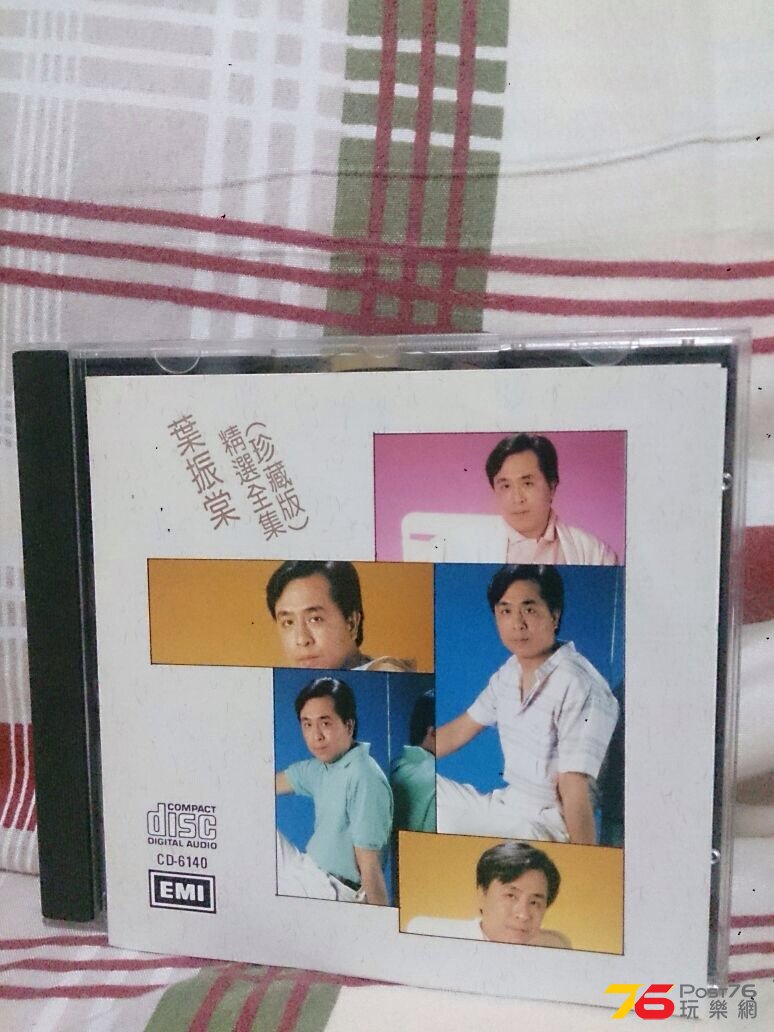 葉振棠
精選全集
(珍藏版)
COMPACT
disc
DIGITAL AUDIO
CD-6140
EMI
76 Post76
玩樂網